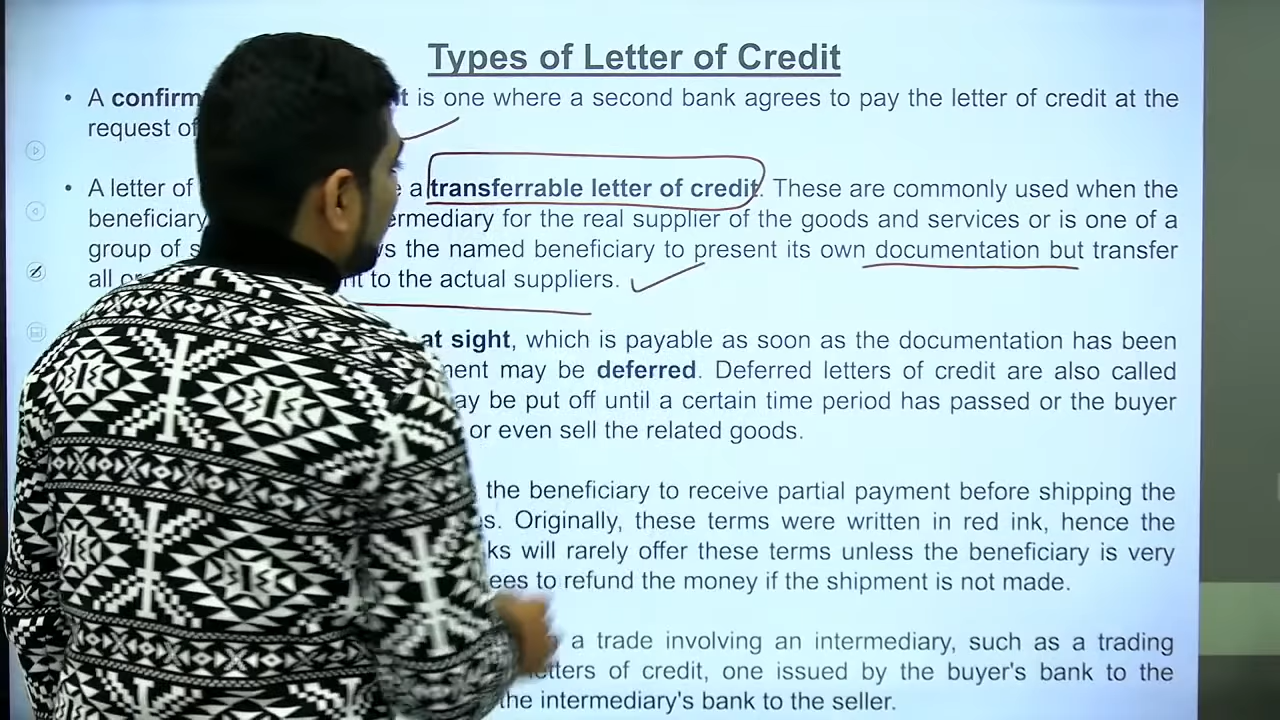 Types of Letter of Credit
• A confirm t is one where a second bank agrees to pay the letter of credit at the
request of
• A letter of a transferrable letter of credit. These are commonly used when the
beneficiary ermediary for the real supplier of the goods and services or is one of a
group of s ws the named beneficiary to present its own documentation but transfer
all or nt to the actual suppliers.
at sight, which is payable as soon as the documentation has been
ment may be deferred. Deferred letters of credit are also called
ay be put off until a certain time period has passed or the buyer
or even sell the related goods.
the beneficiary to receive partial payment before shipping the
s. Originally, these terms were written in red ink, hence the
ks will rarely offer these terms unless the beneficiary is very
ees to refund the money if the shipment is not made.
a trade involving an intermediary, such as a trading
etters of credit, one issued by the buyer's bank to the
the intermediary's bank to the seller.